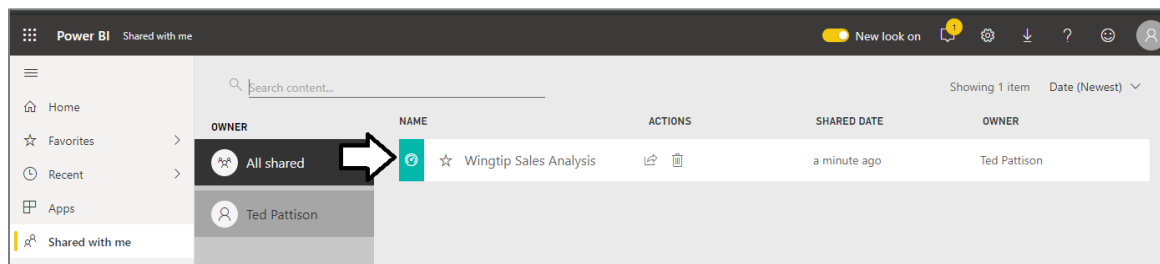 Power BI Shared with me New look on 1
Search content... Showing 1 item Date (Newest)
Home
Favorites
Recent
Apps
Shared with me
OWNER
All shared
Ted Pattison
NAME ACTIONS SHARED DATE OWNER
Wingtip Sales Analysis a minute ago Ted Pattison